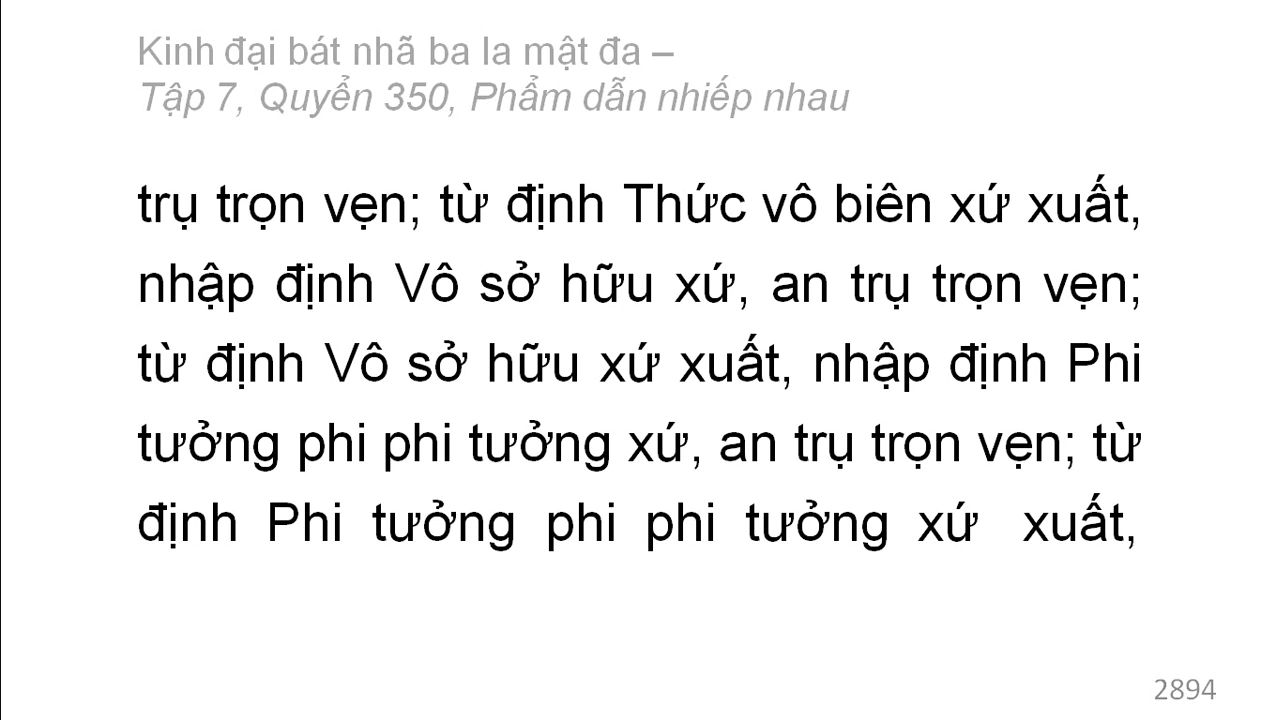 Kinh đại bát nhã ba la mật đa –
Tập 7, Quyển 350, Phẩm dẫn nhiếp nhau
trụ trọn vẹn; từ định Thức vô biên xứ xuất,
nhập định Vô sở hữu xứ, an trụ trọn vẹn;
từ định Vô sở hữu xứ xuất, nhập định Phi
tưởng phi phi tưởng xứ, an trụ trọn vẹn; từ
định Phi tưởng phi phi tưởng xứ xuất,
2894